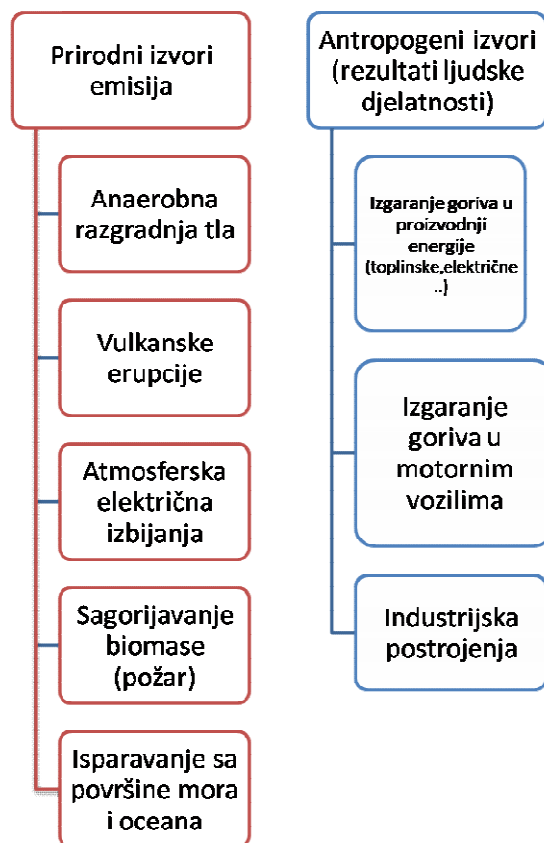 Prirodni izvori
emisija
Anaerobna
razgradnja tla
Vulkanske
erupcije
Atmosferska
električna
izbijanja
Sagorijavanje
biomase
(požar)
Isparavanje sa
površine mora
i oceana
Antropogeni izvori
(rezultati ljudske
djelatnosti)
Izgaranje goriva u
proizvodnji
energije
(toplinske,električne
..)
Izgaranje
goriva u
motornim
vozilima
Industrijska
postrojenja